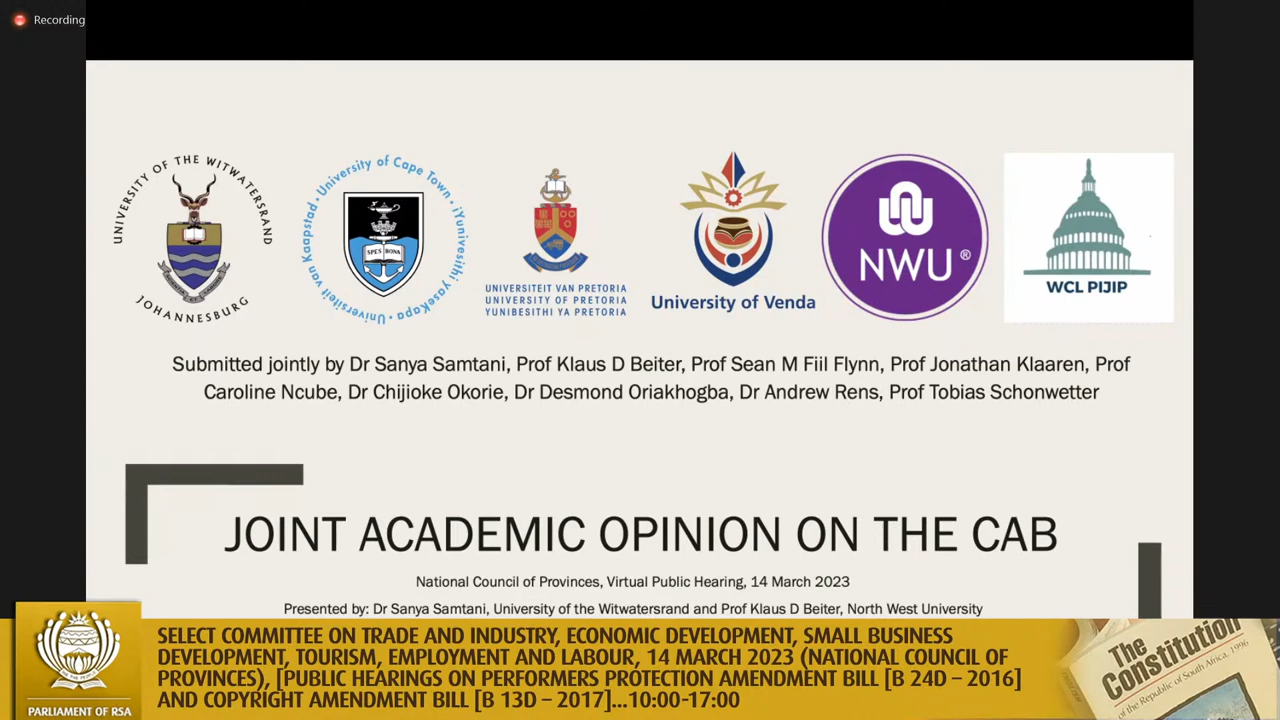 Recording
UNIVERSITY OF THE WITWATERSRAND
JOHANNESBURG
University of Cape Town · iYunivesithi yaseKapa · Universiteit van Kaapstad ·
SPES BONA
UNIVERSITEIT VAN PRETORIA
UNIVERSITY OF PRETORIA
YUNIBESITHI YA PRETORIA
University of Venda
NWU®
WCL PIJIP
Submitted jointly by Dr Sanya Samtani, Prof Klaus D Beiter, Prof Sean M Fiil Flynn, Prof Jonathan Klaaren, Prof
Caroline Ncube, Dr Chijioke Okorie, Dr Desmond Oriakhogba, Dr Andrew Rens, Prof Tobias Schonwetter
JOINT ACADEMIC OPINION ON THE CAB
National Council of Provinces, Virtual Public Hearing, 14 March 2023
Presented by: Dr Sanya Samtani, University of the Witwatersrand and Prof Klaus D Beiter, North West University
SELECT COMMITTEE ON TRADE AND INDUSTRY, ECONOMIC DEVELOPMENT, SMALL BUSINESS
DEVELOPMENT, TOURISM, EMPLOYMENT AND LABOUR, 14 MARCH 2023 (NATIONAL COUNCIL OF
PROVINCES), [PUBLIC HEARINGS ON PERFORMERS PROTECTION AMENDMENT BILL [B 24D – 2016]
AND COPYRIGHT AMENDMENT BILL [B 13D – 2017]...10:00-17:00
PARLIAMENT OF RSA
The
Constitution
of the Republic of South Africa, 1996